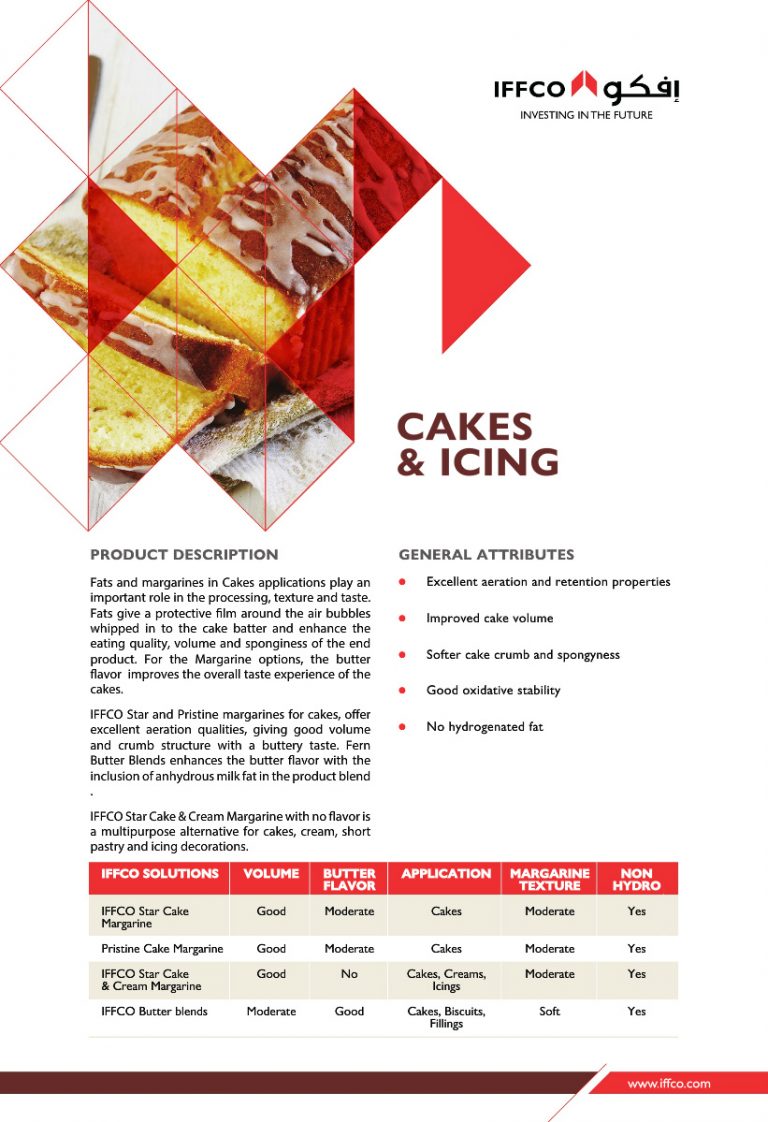 IFFCO إفكو
INVESTING IN THE FUTURE
CAKES
& ICING
PRODUCT DESCRIPTION
Fats and margarines in Cakes applications play an
important role in the processing, texture and taste.
Fats give a protective film around the air bubbles
whipped in to the cake batter and enhance the
eating quality, volume and sponginess of the end
product. For the Margarine options, the butter
flavor improves the overall taste experience of the
cakes.
IFFCO Star and Pristine margarines for cakes, offer
excellent aeration qualities, giving good volume
and crumb structure with a buttery taste. Fern
Butter Blends enhances the butter flavor with the
inclusion of anhydrous milk fat in the product blend
.
IFFCO Star Cake & Cream Margarine with no flavor is
a multipurpose alternative for cakes, cream, short
pastry and icing decorations.
GENERAL ATTRIBUTES
• Excellent aeration and retention properties
• Improved cake volume
• Softer cake crumb and spongyness
• Good oxidative stability
• No hydrogenated fat
IFFCO SOLUTIONS VOLUME BUTTER APPLICATION MARGARINE NON
FLAVOR TEXTURE HYDRO
IFFCO Star Cake Good Moderate Cakes Moderate Yes
Margarine
Pristine Cake Margarine Good Moderate Cakes Moderate Yes
IFFCO Star Cake Good No Cakes, Creams, Moderate Yes
& Cream Margarine Icings
IFFCO Butter blends Moderate Good Cakes, Biscuits, Soft Yes
Fillings
www.iffco.com